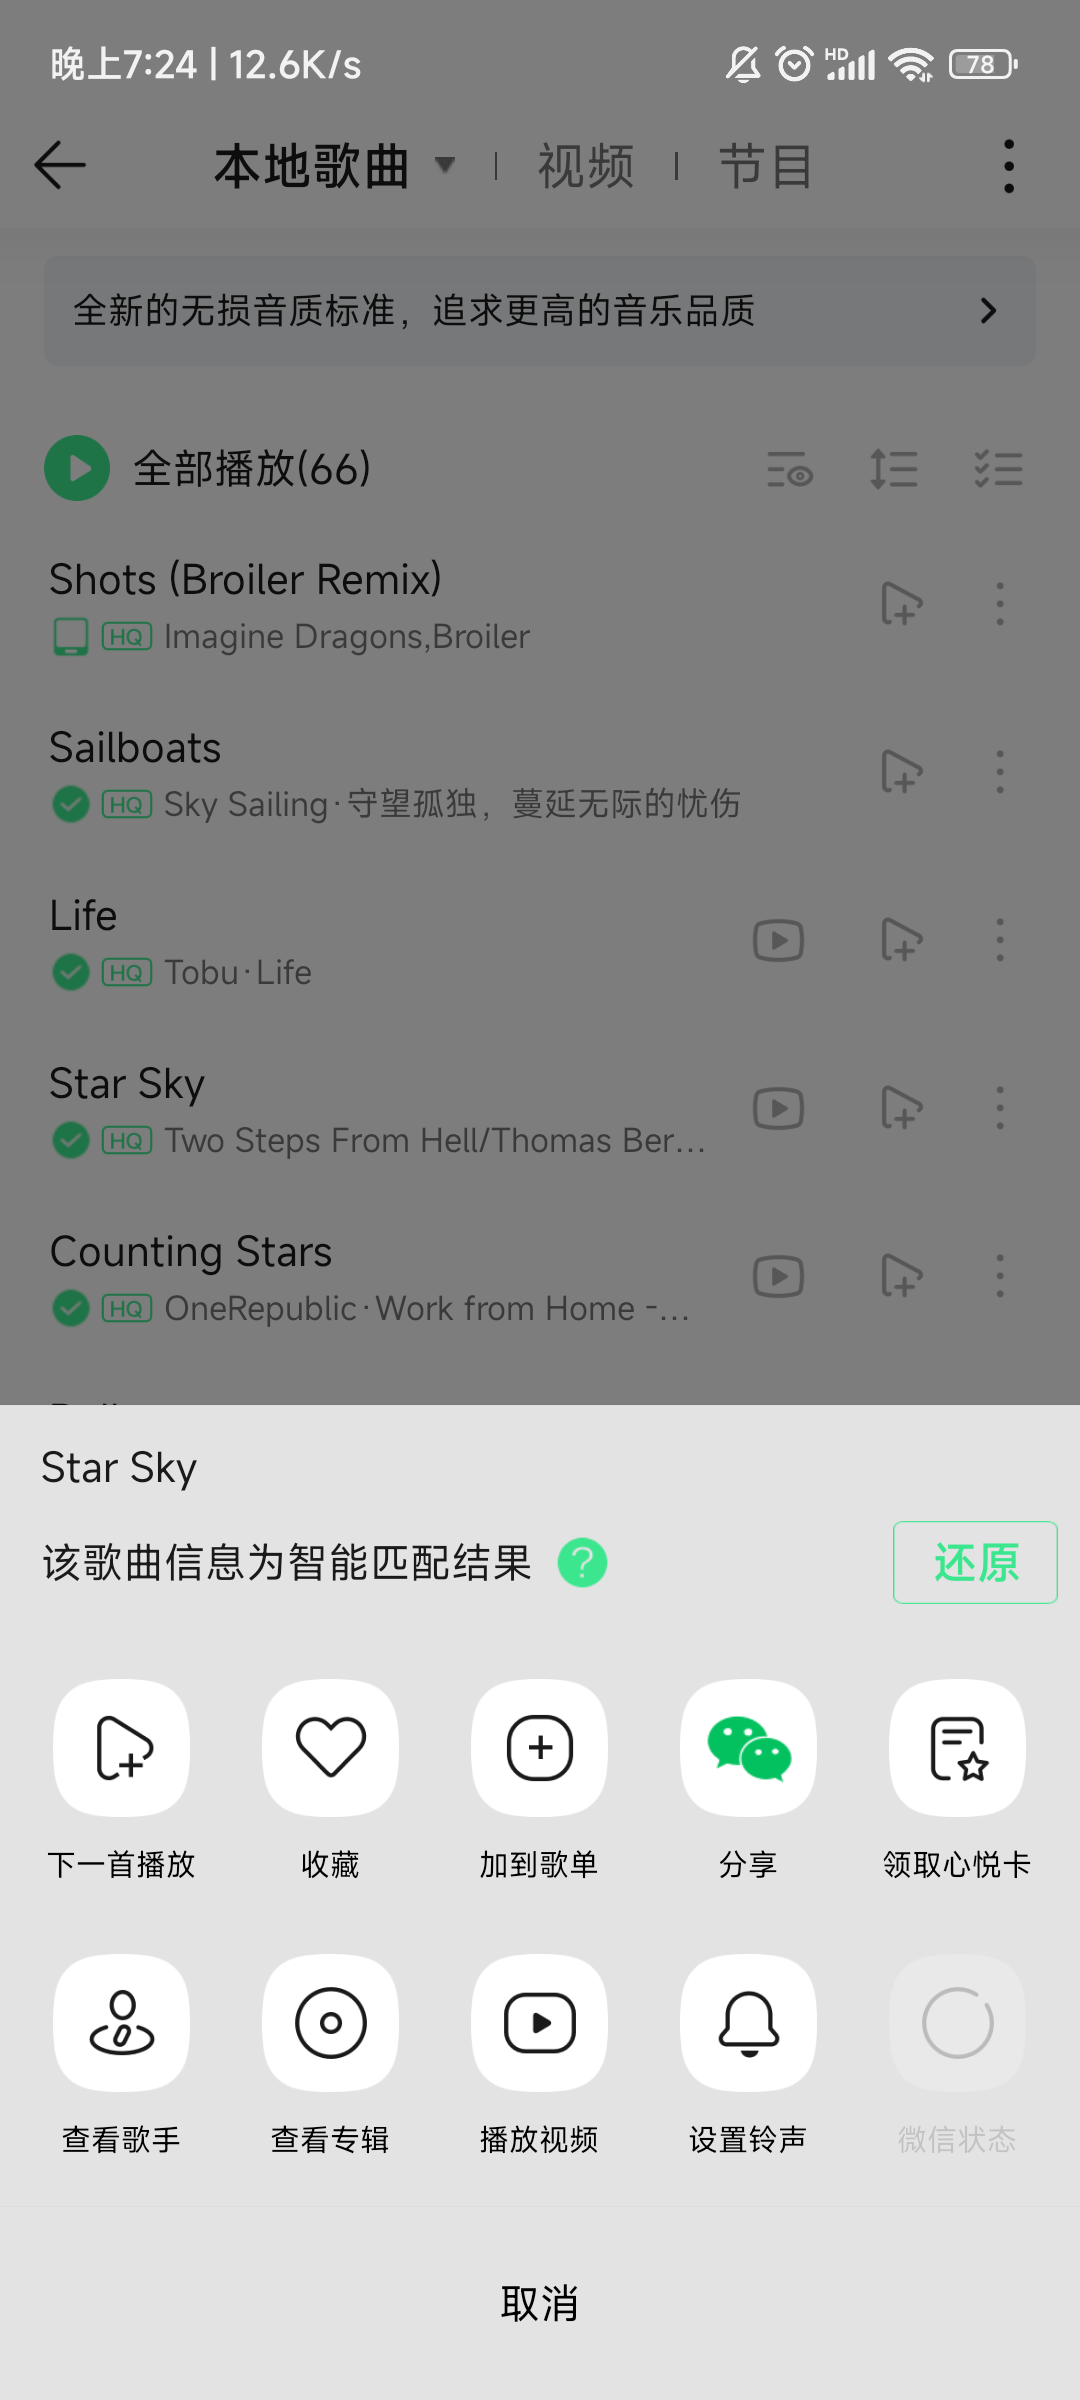 晚上7:24 | 12.6K/s
HD
78
本地歌曲 | 视频 | 节目
全新的无损音质标准，追求更高的音乐品质
全部播放(66)
Shots (Broiler Remix)
HQ Imagine Dragons,Broiler
Sailboats
HQ Sky Sailing·守望孤独，蔓延无际的忧伤
Life
HQ Tobu·Life
Star Sky
HQ Two Steps From Hell/Thomas Ber...
Counting Stars
HQ OneRepublic·Work from Home -...
Star Sky
该歌曲信息为智能匹配结果 ?
还原
下一首播放 收藏 加到歌单 分享 领取心悦卡
查看歌手 查看专辑 播放视频 设置铃声 微信状态
取消